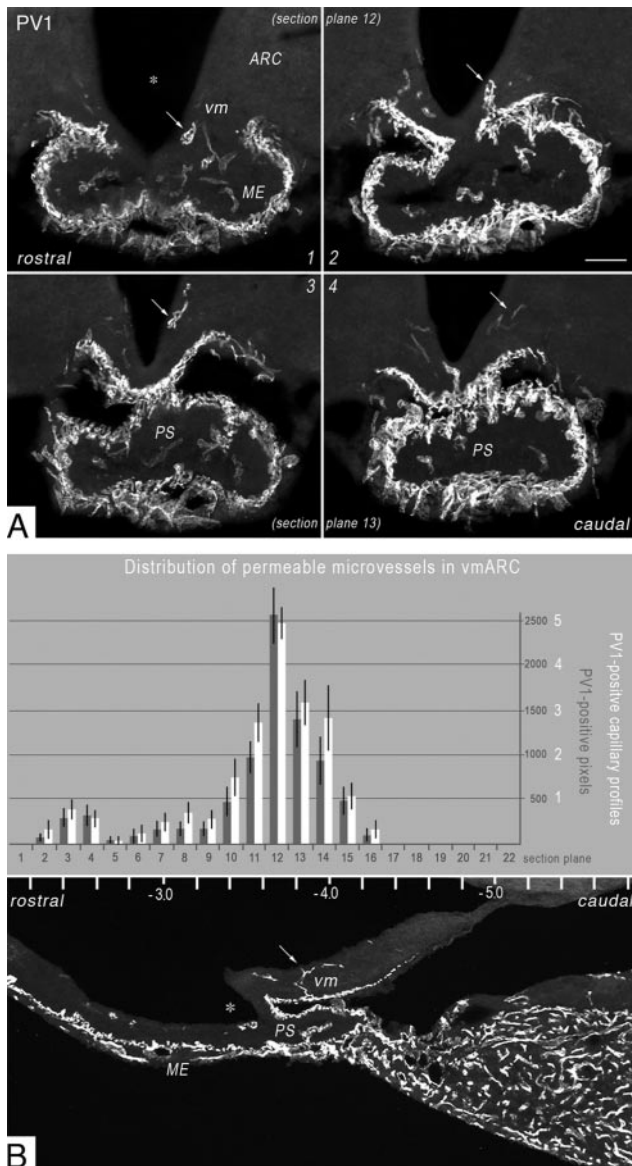 PV1
(section plane 12)
*
ARC
vm
ME
rostral
1
2
3
4
PS
PS
(section plane 13)
caudal
A
Distribution of permeable microvessels in vmARC
2500 5
2000 4
1500 3
1000 2
500 1
PV1-positive pixels
PV1-positve capillary profiles
1 2 3 4 5 6 7 8 9 10 11 12 13 14 15 16 17 18 19 20 21 22 section plane
rostral -3.0 -4.0 -5.0 caudal
vm
*
PS
ME
B